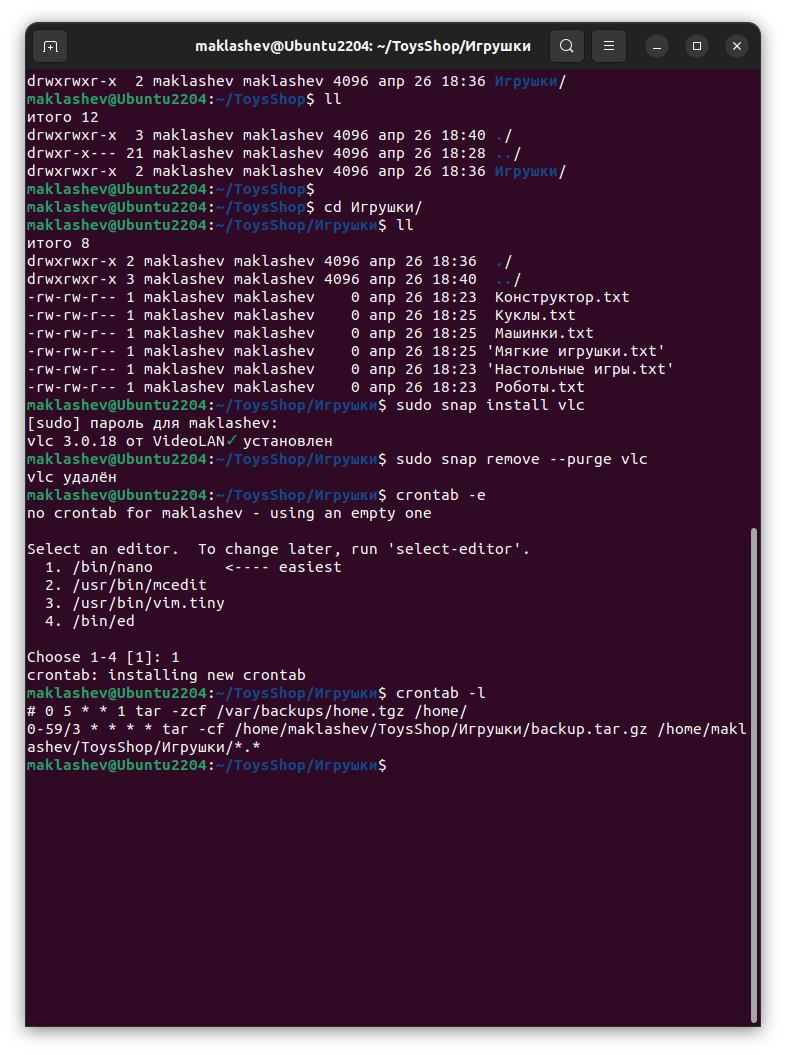 maklashev@Ubuntu2204: ~/ToysShop/Игрушки
drwxrwxr-x  2 maklashev maklashev 4096 апр 26 18:36 Игрушки/
maklashev@Ubuntu2204:~/ToysShop$ ll
итого 12
drwxrwxr-x  3 maklashev maklashev 4096 апр 26 18:40 ./
drwxr-x--- 21 maklashev maklashev 4096 апр 26 18:28 ../
drwxrwxr-x  2 maklashev maklashev 4096 апр 26 18:36 Игрушки/
maklashev@Ubuntu2204:~/ToysShop$
maklashev@Ubuntu2204:~/ToysShop$ cd Игрушки/
maklashev@Ubuntu2204:~/ToysShop/Игрушки$ ll
итого 8
drwxrwxr-x 2 maklashev maklashev 4096 апр 26 18:36  ./
drwxrwxr-x 3 maklashev maklashev 4096 апр 26 18:40  ../
-rw-rw-r-- 1 maklashev maklashev    0 апр 26 18:23  Конструктор.txt
-rw-rw-r-- 1 maklashev maklashev    0 апр 26 18:25  Куклы.txt
-rw-rw-r-- 1 maklashev maklashev    0 апр 26 18:25  Машинки.txt
-rw-rw-r-- 1 maklashev maklashev    0 апр 26 18:25 'Мягкие игрушки.txt'
-rw-rw-r-- 1 maklashev maklashev    0 апр 26 18:23 'Настольные игры.txt'
-rw-rw-r-- 1 maklashev maklashev    0 апр 26 18:23  Роботы.txt
maklashev@Ubuntu2204:~/ToysShop/Игрушки$ sudo snap install vlc
[sudo] пароль для maklashev:
vlc 3.0.18 от VideoLAN✓ установлен
maklashev@Ubuntu2204:~/ToysShop/Игрушки$ sudo snap remove --purge vlc
vlc удалён
maklashev@Ubuntu2204:~/ToysShop/Игрушки$ crontab -e
no crontab for maklashev - using an empty one
Select an editor.  To change later, run 'select-editor'.
  1. /bin/nano        <---- easiest
  2. /usr/bin/mcedit
  3. /usr/bin/vim.tiny
  4. /bin/ed
Choose 1-4 [1]: 1
crontab: installing new crontab
maklashev@Ubuntu2204:~/ToysShop/Игрушки$ crontab -l
# 0 5 * * 1 tar -zcf /var/backups/home.tgz /home/
0-59/3 * * * * tar -cf /home/maklashev/ToysShop/Игрушки/backup.tar.gz /home/makl
ashev/ToysShop/Игрушки/*.*
maklashev@Ubuntu2204:~/ToysShop/Игрушки$